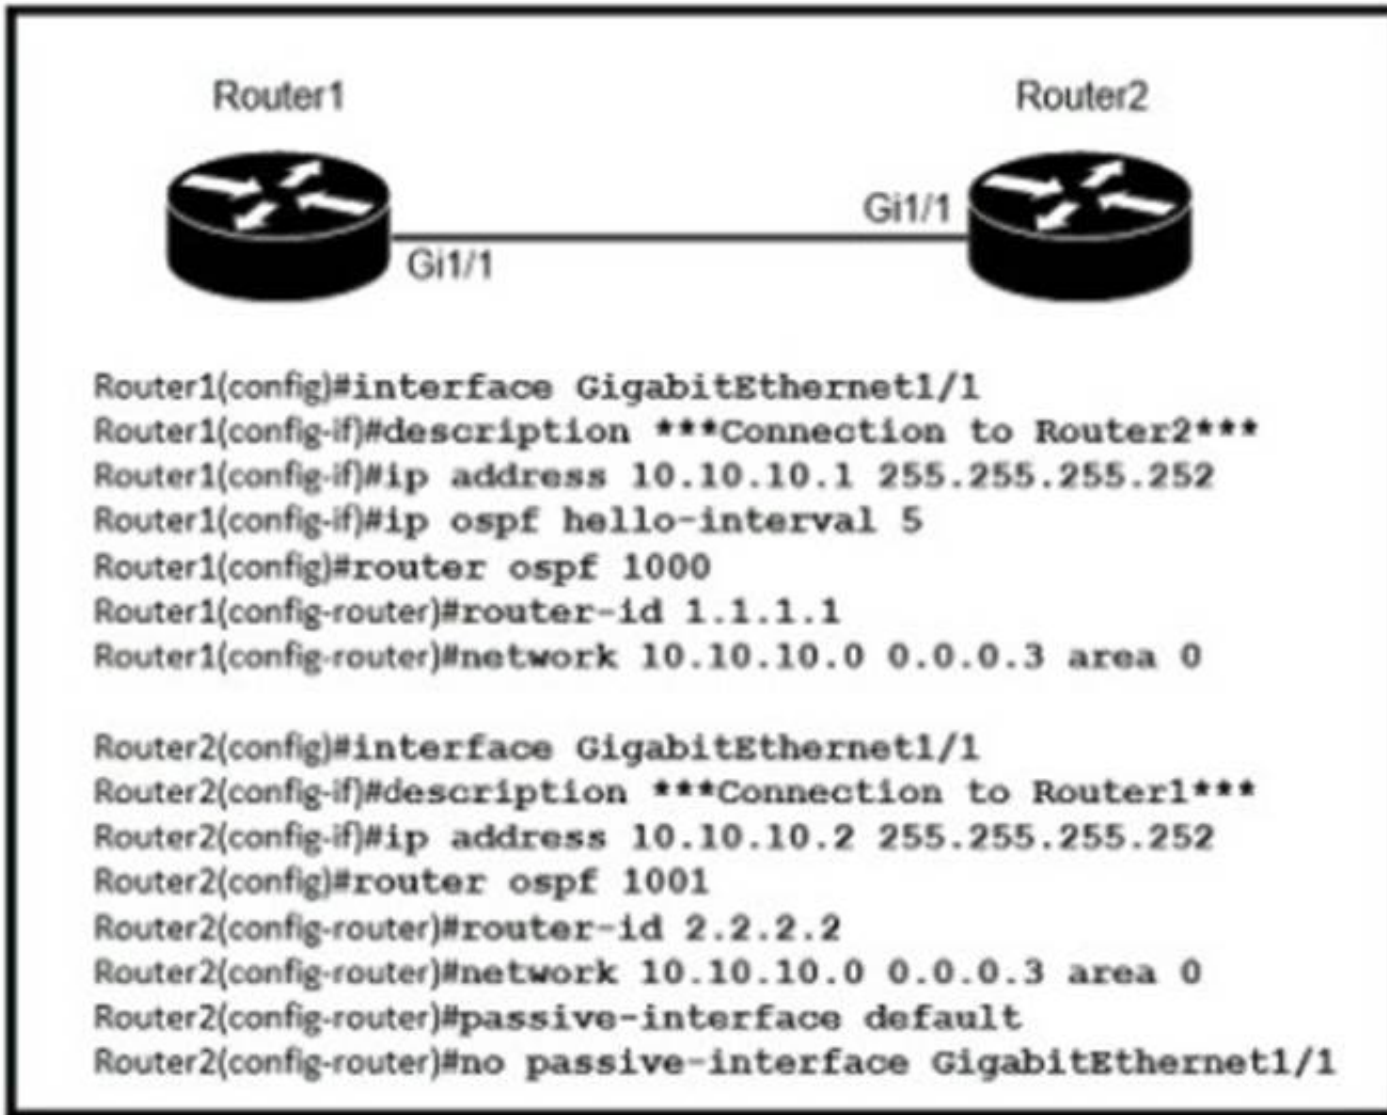 Router1
Router2
Gi1/1
Gi1/1
Router1(config)#interface GigabitEthernet1/1
Router1(config-if)#description ***Connection to Router2***
Router1(config-if)#ip address 10.10.10.1 255.255.255.252
Router1(config-if)#ip ospf hello-interval 5
Router1(config)#router ospf 1000
Router1(config-router)#router-id 1.1.1.1
Router1(config-router)#network 10.10.10.0 0.0.0.3 area 0
Router2(config)#interface GigabitEthernet1/1
Router2(config-if)#description ***Connection to Router1***
Router2(config-if)#ip address 10.10.10.2 255.255.255.252
Router2(config)#router ospf 1001
Router2(config-router)#router-id 2.2.2.2
Router2(config-router)#network 10.10.10.0 0.0.0.3 area 0
Router2(config-router)#passive-interface default
Router2(config-router)#no passive-interface GigabitEthernet1/1